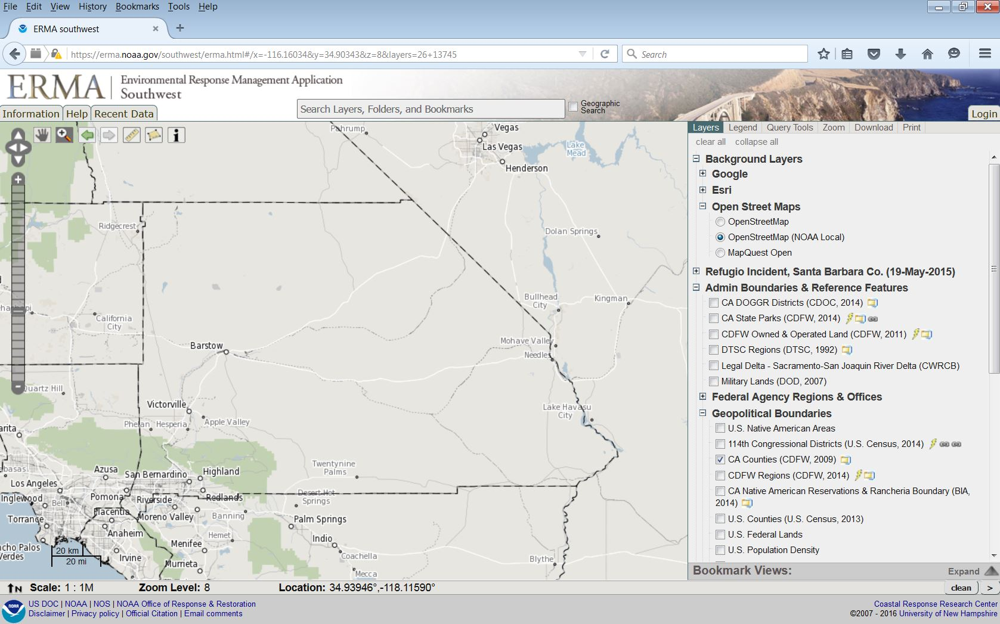 File Edit View History Bookmarks Tools Help
ERMA southwest
https://erma.noaa.gov/southwest/erma.html#/x=-116.16034&y=34.90343&z=8&layers=26+13745
Search
ERMA
Environmental Response Management Application
Southwest
Search Layers, Folders, and Bookmarks
Geographic
Search
Information Help Recent Data
Login
Layers Legend Query Tools Zoom Download Print
clear all collapse all
Background Layers
Google
Esri
Open Street Maps
OpenStreetMap
OpenStreetMap (NOAA Local)
MapQuest Open
Refugio Incident, Santa Barbara Co. (19-May-2015)
Admin Boundaries & Reference Features
CA DOGGR Districts (CDOC, 2014)
CA State Parks (CDFW, 2014)
CDFW Owned & Operated Land (CDFW, 2011)
DTSC Regions (DTSC, 1992)
Legal Delta - Sacramento-San Joaquin River Delta (CWRCB)
Military Lands (DOD, 2007)
Federal Agency Regions & Offices
Geopolitical Boundaries
U.S. Native American Areas
114th Congressional Districts (U.S. Census, 2014)
CA Counties (CDFW, 2009)
CDFW Regions (CDFW, 2014)
CA Native American Reservations & Rancheria Boundary (BIA,
2014)
U.S. Counties (U.S. Census, 2013)
U.S. Federal Lands
U.S. Population Density
Bookmark Views:
Expand
Pahrump
Vegas
Las Vegas
Henderson
Lake
Mead
Ridgecrest
Dolan Springs
Bullhead
City
Kingman
California
City
Barstow
Mohave Valley
Needles
Quartz Hill
Victorville
Lake Havasu
City
Phelan
Hesperia
Apple Valley
arita
Twentynine
Palms
Azusa
San Bernardino
Highland
Los Angeles
Inglewood
Bell
Pomona
Riverside
Redlands
Desert Hot
Springs
Placentia
Moreno Valley
Banning
Torrance
Palm Springs
Anaheim
Hemet
Indio
cho Palos
Verdes
Menifee
Irvine
Coachella
Blythe
Murrieta
Mecca
20 km
20 mi
N Scale: 1 : 1M Zoom Level: 8 Location: 34.93946°,-118.11590°
clean >
NOAA
US DOC | NOAA | NOS | NOAA Office of Response & Restoration
Disclaimer | Privacy policy | Official Citation | Email comments
Coastal Response Research Center
©2007 - 2016 University of New Hampshire